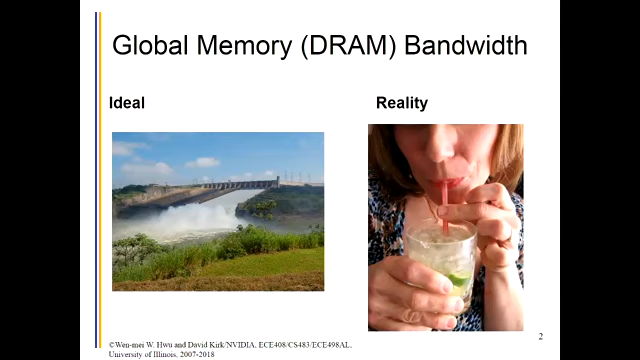 Global Memory (DRAM) Bandwidth
Ideal
Reality
2
©Wen-mei W. Hwu and David Kirk/NVIDIA, ECE408/CS483/ECE498AL,
University of Illinois, 2007-2018